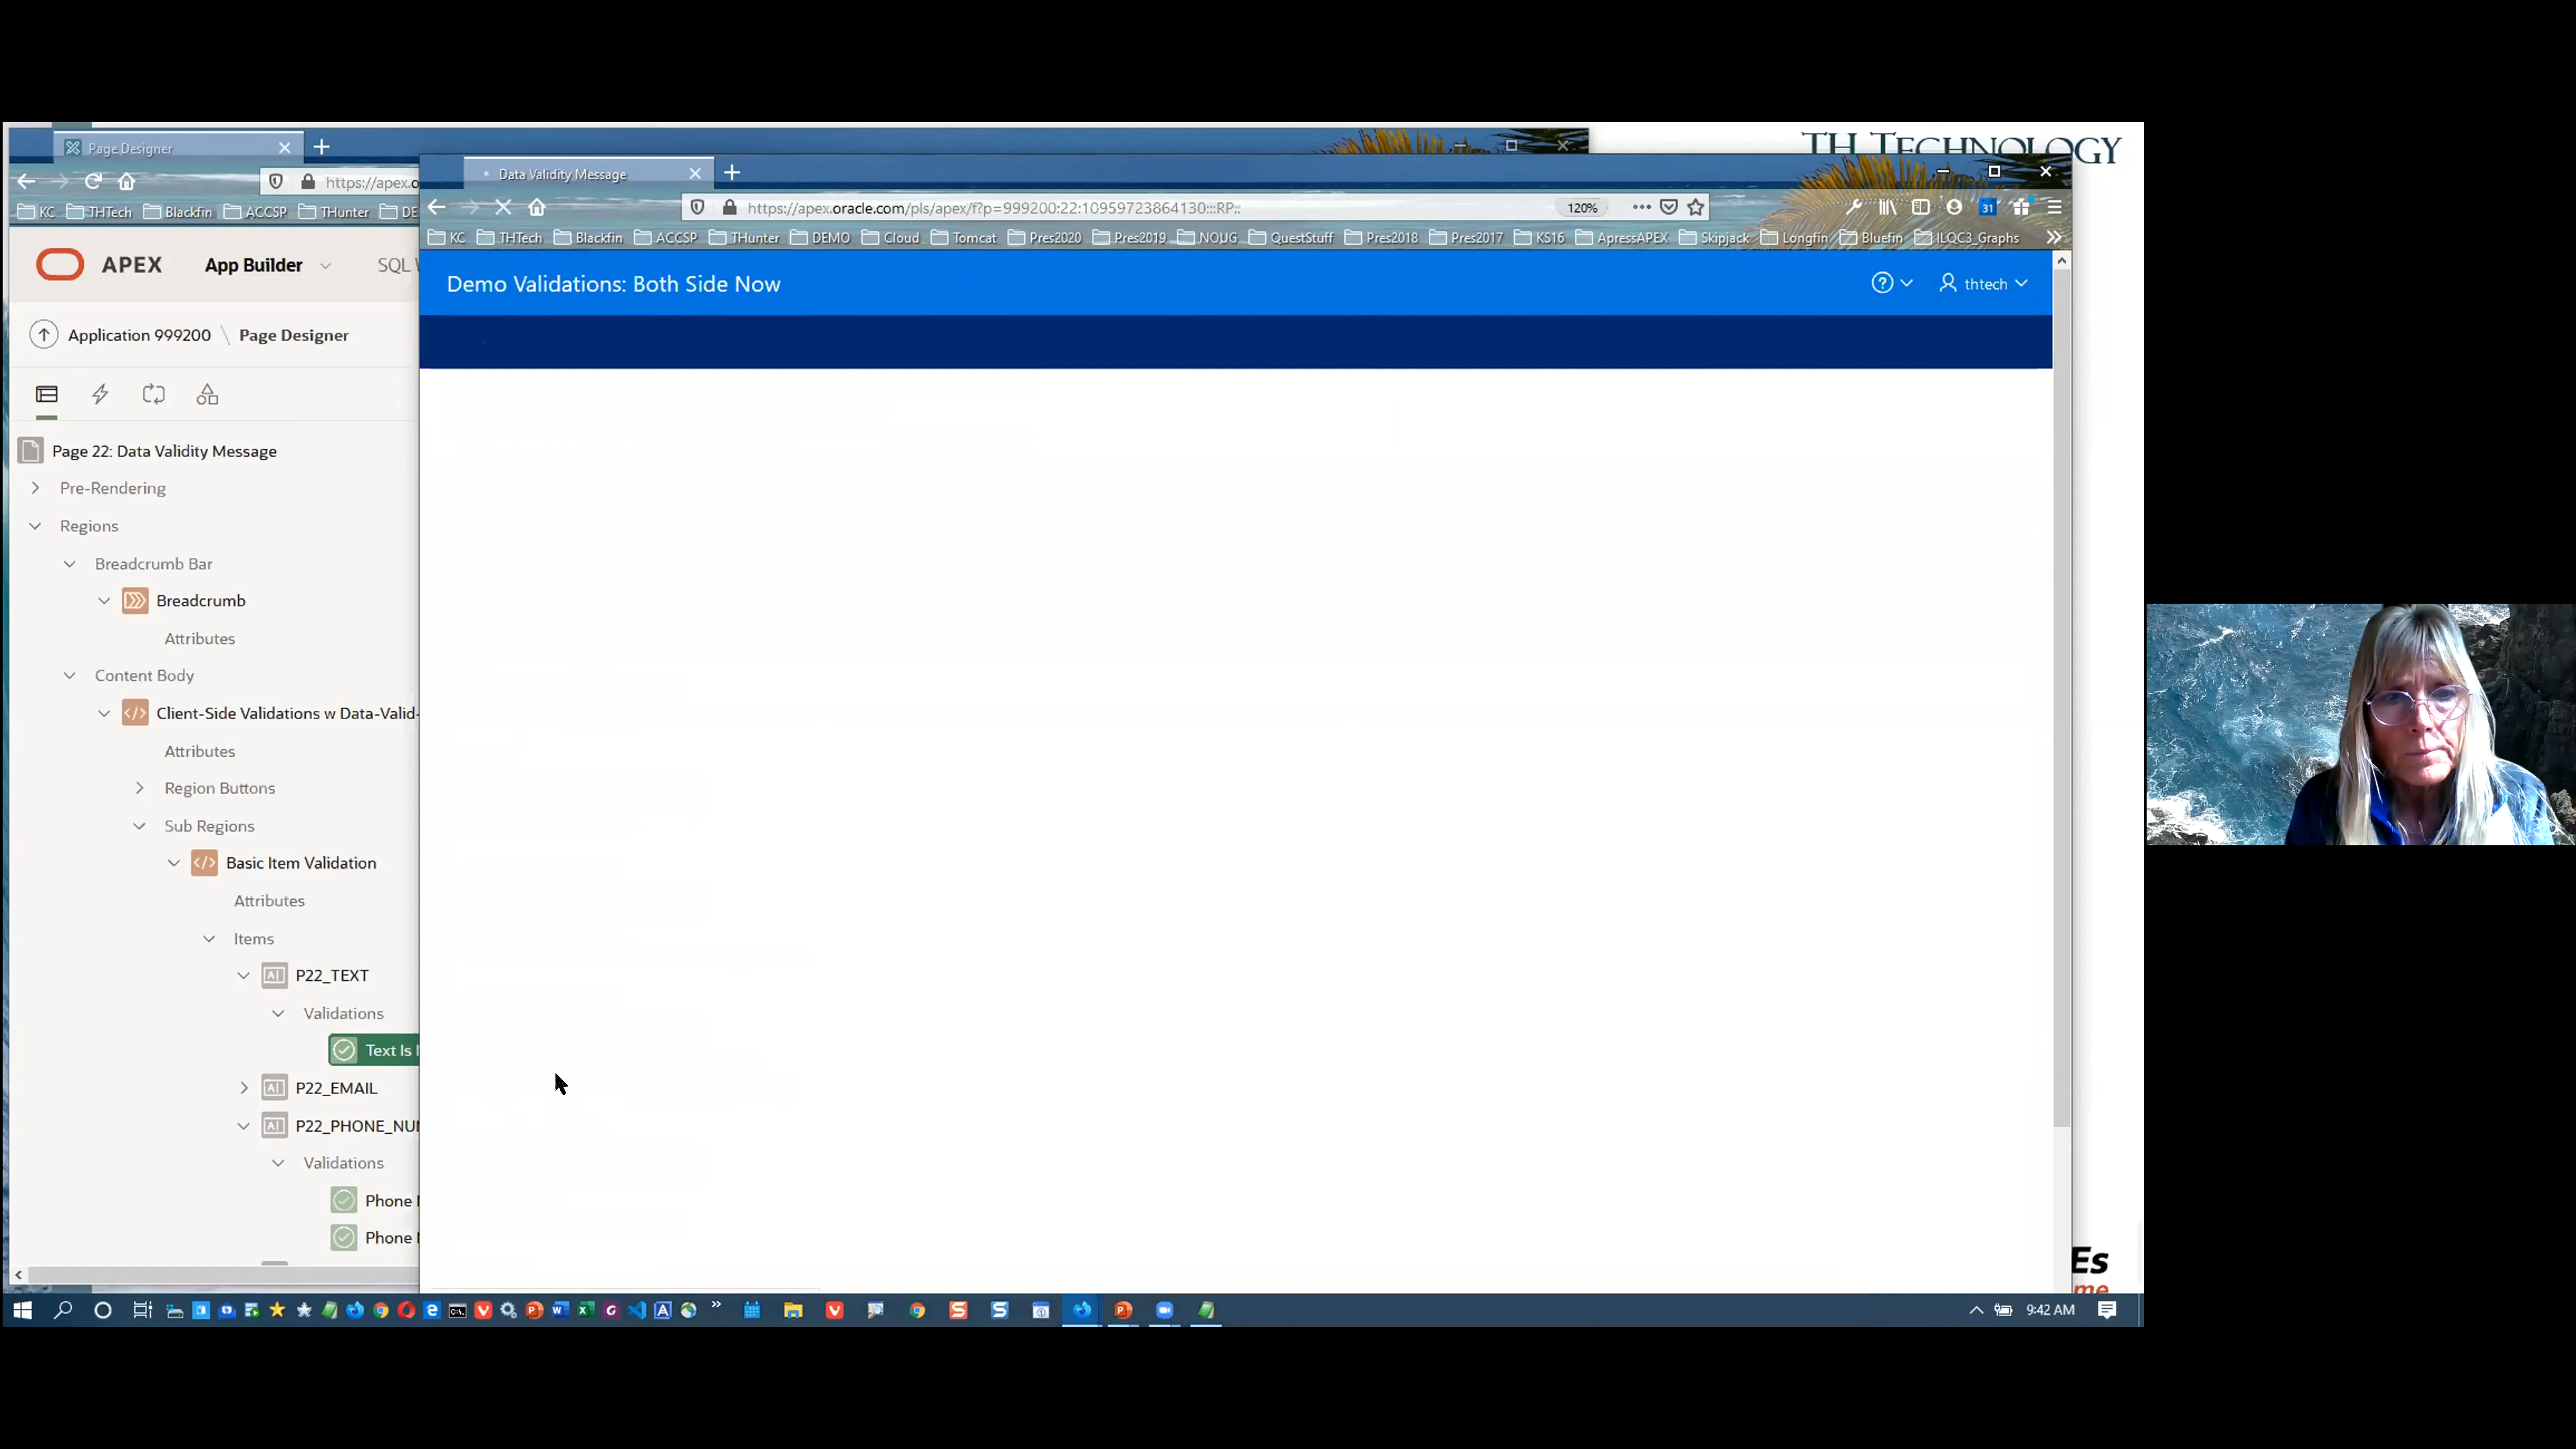 TH TECHNOLOGY
Page Designer
Data Validity Message
https://apex.o
https://apex.oracle.com/pls/apex/f?p=999200:22:10959723864130:::RP::
120%
31
KC THTech Blackfin ACCSP THunter DE
KC THTech Blackfin ACCSP THunter DEMO Cloud Tomcat Pres2020 Pres2019 NOUG QuestStuff Pres2018 Pres2017 KS16 ApressAPEX Skipjack Longfin Bluefin ILQC3_Graphs
APEX App Builder SQL W
Demo Validations: Both Side Now
thtech
Application 999200 \ Page Designer
Page 22: Data Validity Message
Pre-Rendering
Regions
Breadcrumb Bar
Breadcrumb
Attributes
Content Body
Client-Side Validations w Data-Valid-
Attributes
Region Buttons
Sub Regions
Basic Item Validation
Attributes
Items
P22_TEXT
Validations
Text Is
P22_EMAIL
P22_PHONE_NUM
Validations
Phone
Phone
Es
me
9:42 AM